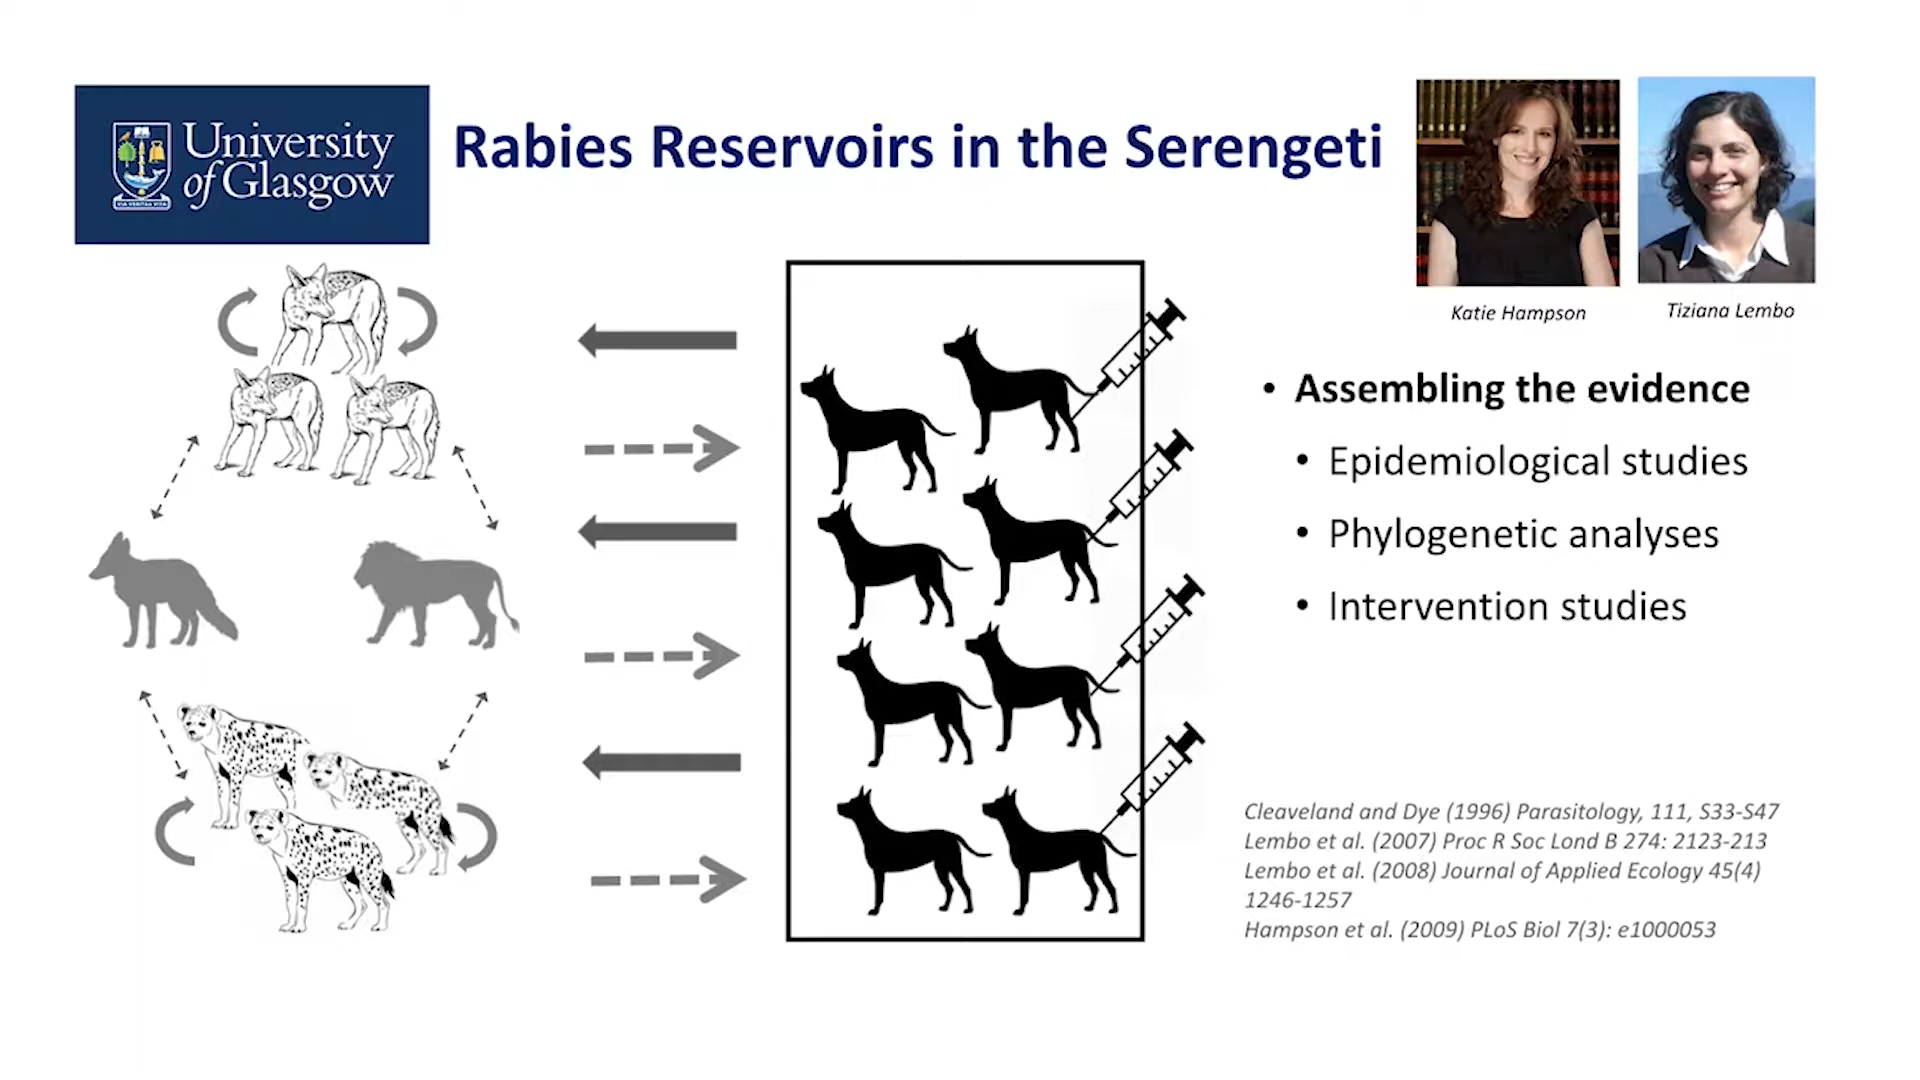 University
of Glasgow
VIA VERITAS VITA
Rabies Reservoirs in the Serengeti
Katie Hampson
Tiziana Lembo
• Assembling the evidence
• Epidemiological studies
• Phylogenetic analyses
• Intervention studies
Cleaveland and Dye (1996) Parasitology, 111, S33-S47
Lembo et al. (2007) Proc R Soc Lond B 274: 2123-213
Lembo et al. (2008) Journal of Applied Ecology 45(4)
1246-1257
Hampson et al. (2009) PLoS Biol 7(3): e1000053